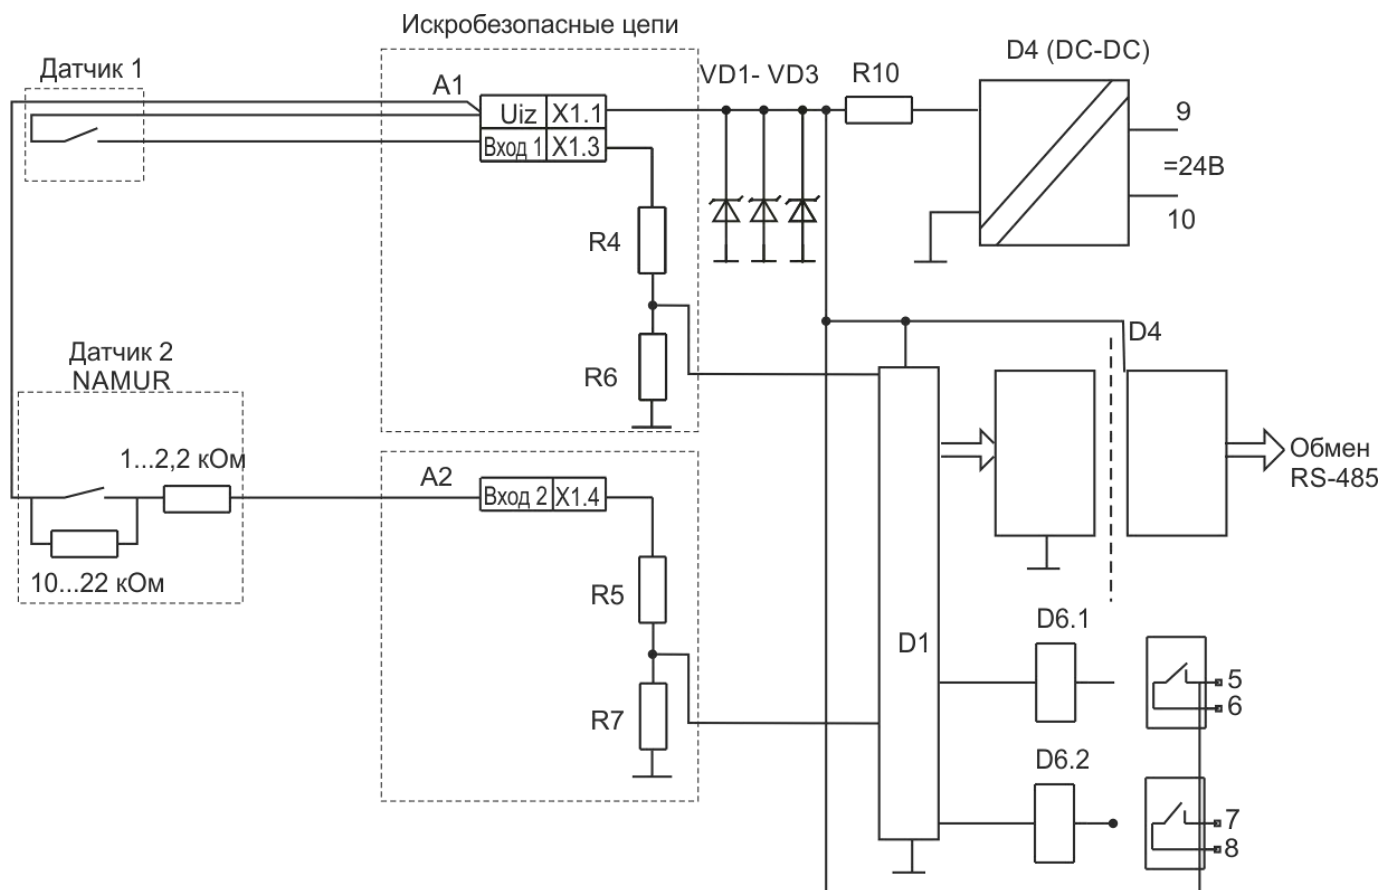 Искробезопасные цепи
Датчик 1
A1
Uiz X1.1
Вход 1 X1.3
VD1- VD3
R10
D4 (DC-DC)
9
=24В
10
R4
R6
D4
Датчик 2
NAMUR
1...2,2 кОм
10...22 кОм
A2
Вход 2 X1.4
R5
R7
D1
Обмен
RS-485
D6.1
5
6
D6.2
7
8